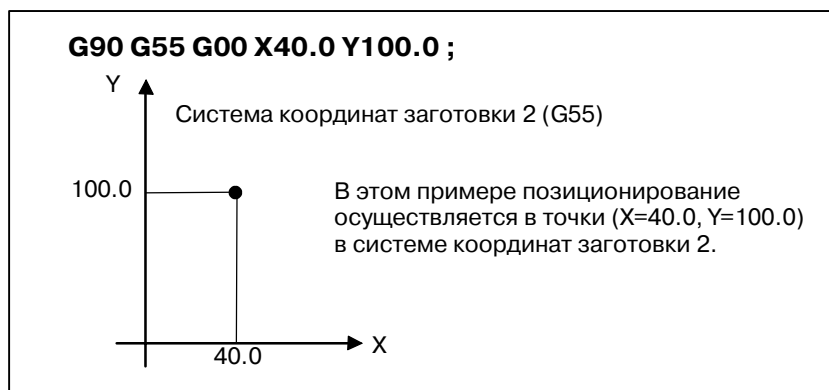 G90 G55 G00 X40.0 Y100.0 ;
Y
Система координат заготовки 2 (G55)
100.0
В этом примере позиционирование
осуществляется в точки (X=40.0, Y=100.0)
в системе координат заготовки 2.
X
40.0